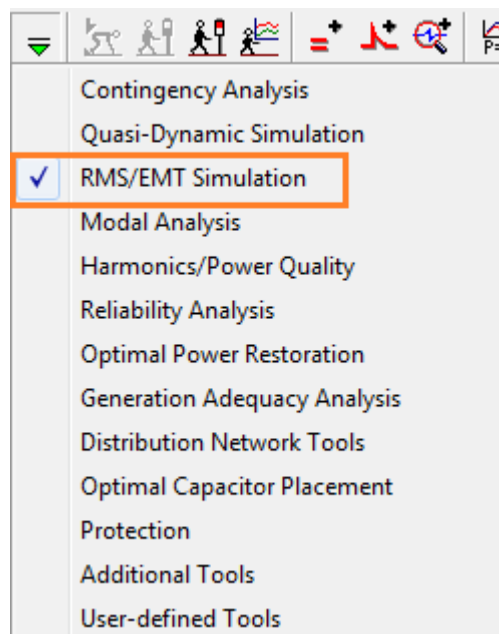 Contingency Analysis
Quasi-Dynamic Simulation
RMS/EMT Simulation
Modal Analysis
Harmonics/Power Quality
Reliability Analysis
Optimal Power Restoration
Generation Adequacy Analysis
Distribution Network Tools
Optimal Capacitor Placement
Protection
Additional Tools
User-defined Tools